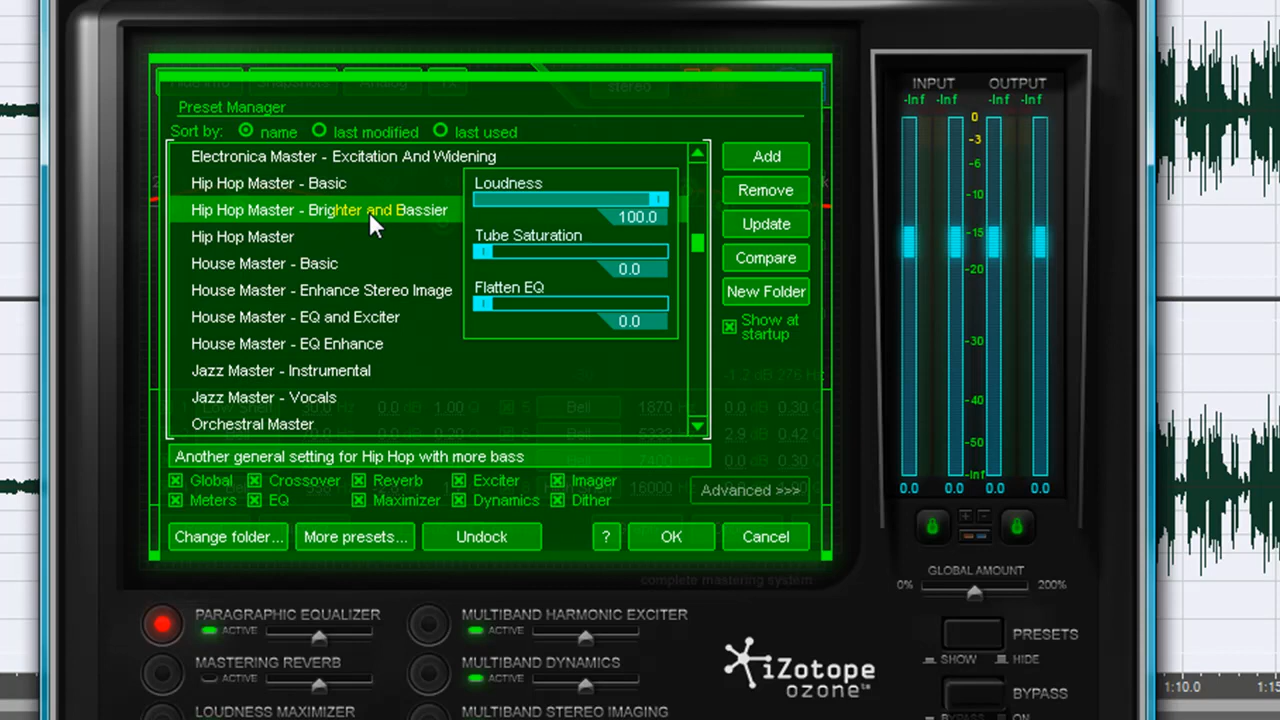 stereo
Preset Manager
Sort by: name last modified last used
Electronica Master - Excitation And Widening
Hip Hop Master - Basic
Hip Hop Master - Brighter and Bassier
Hip Hop Master
House Master - Basic
House Master - Enhance Stereo Image
House Master - EQ and Exciter
House Master - EQ Enhance
Jazz Master - Instrumental
Jazz Master - Vocals
Orchestral Master
Loudness
100.0
Tube Saturation
0.0
Flatten EQ
0.0
Add
Remove
Update
Compare
New Folder
Show at
startup
Another general setting for Hip Hop with more bass
Global Crossover Reverb Exciter Imager
Meters EQ Maximizer Dynamics Dither
Advanced >>>
Change folder... More presets... Undock ? OK Cancel
complete mastering system
INPUT OUTPUT
-Inf -Inf -Inf -Inf
0
-3
-6
-10
-15
-20
-30
-40
-50
-Inf
0.0 0.0 0.0 0.0
GLOBAL AMOUNT
0% 200%
PARAGRAPHIC EQUALIZER
ACTIVE
MULTIBAND HARMONIC EXCITER
ACTIVE
MASTERING REVERB
ACTIVE
MULTIBAND DYNAMICS
ACTIVE
LOUDNESS MAXIMIZER
MULTIBAND STEREO IMAGING
iZotope
ozone™
PRESETS
SHOW HIDE
BYPASS
BYPASS ON
1:10.0